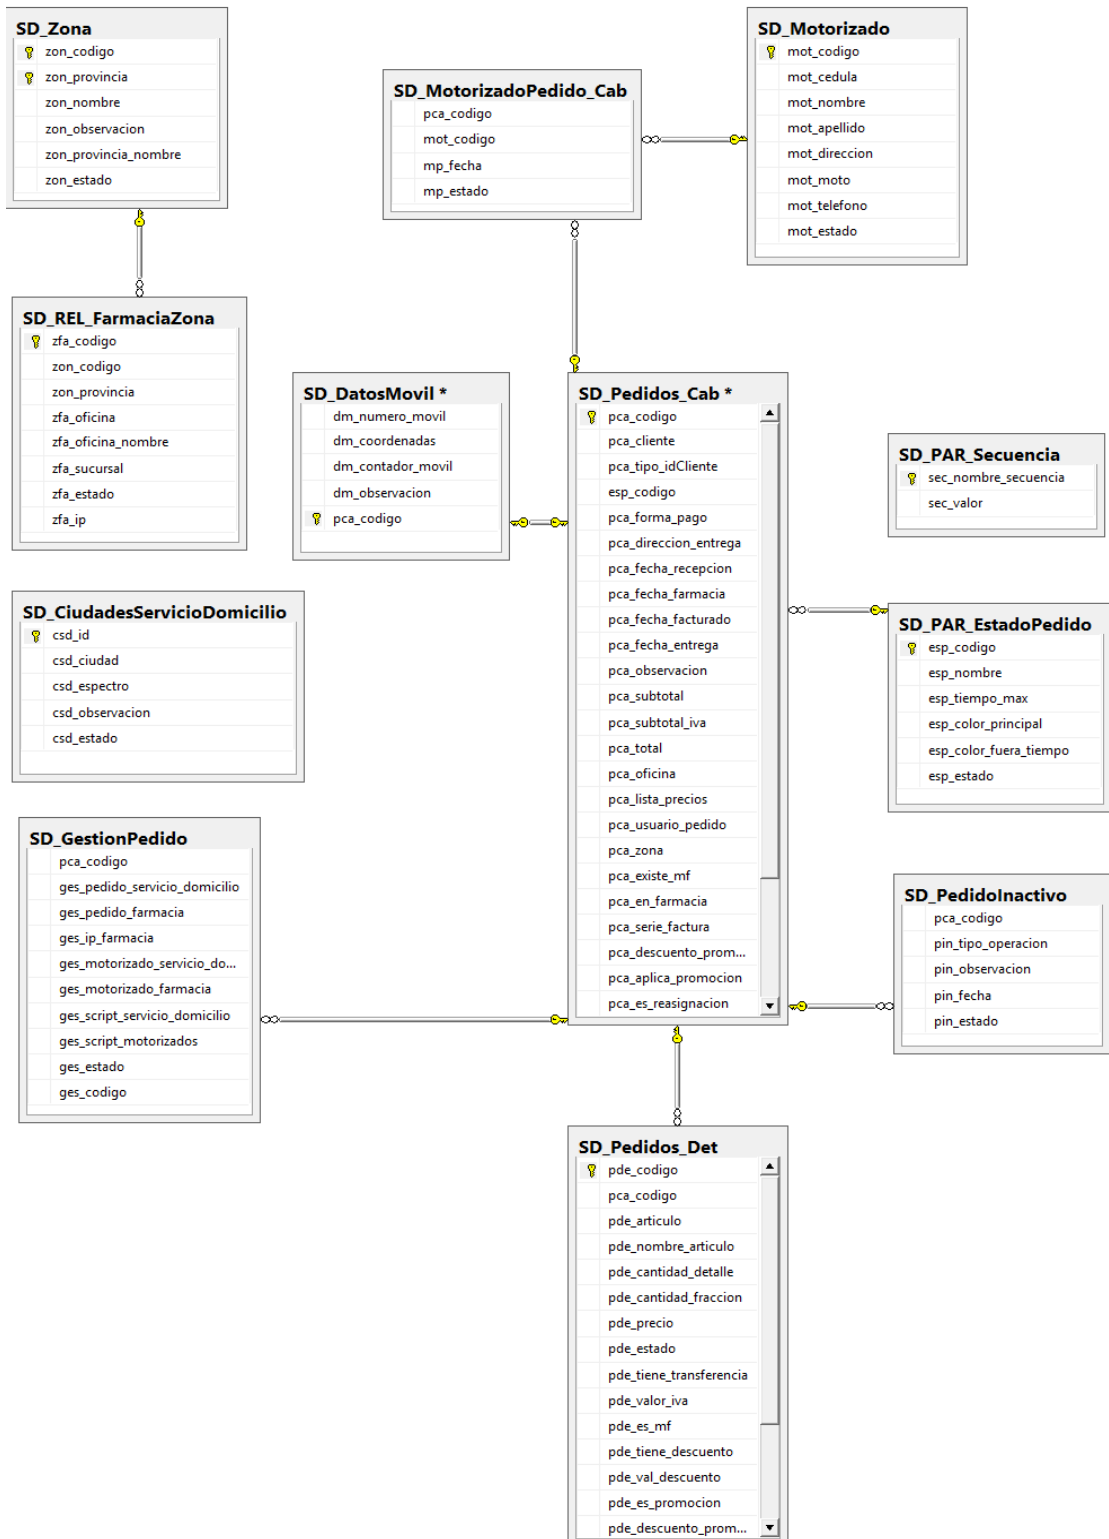 SD_Zona
zon_codigo
zon_provincia
zon_nombre
zon_observacion
zon_provincia_nombre
zon_estado
SD_MotorizadoPedido_Cab
pca_codigo
mot_codigo
mp_fecha
mp_estado
SD_Motorizado
mot_codigo
mot_cedula
mot_nombre
mot_apellido
mot_direccion
mot_moto
mot_telefono
mot_estado
SD_REL_FarmaciaZona
zfa_codigo
zon_codigo
zon_provincia
zfa_oficina
zfa_oficina_nombre
zfa_sucursal
zfa_estado
zfa_ip
SD_DatosMovil *
dm_numero_movil
dm_coordenadas
dm_contador_movil
dm_observacion
pca_codigo
SD_Pedidos_Cab *
pca_codigo
pca_cliente
pca_tipo_idCliente
esp_codigo
pca_forma_pago
pca_direccion_entrega
pca_fecha_recepcion
pca_fecha_farmacia
pca_fecha_facturado
pca_fecha_entrega
pca_observacion
pca_subtotal
pca_subtotal_iva
pca_total
pca_oficina
pca_lista_precios
pca_usuario_pedido
pca_zona
pca_existe_mf
pca_en_farmacia
pca_serie_factura
pca_descuento_prom...
pca_aplica_promocion
pca_es_reasignacion
SD_PAR_Secuencia
sec_nombre_secuencia
sec_valor
SD_CiudadesServicioDomicilio
csd_id
csd_ciudad
csd_espectro
csd_observacion
csd_estado
SD_PAR_EstadoPedido
esp_codigo
esp_nombre
esp_tiempo_max
esp_color_principal
esp_color_fuera_tiempo
esp_estado
SD_GestionPedido
pca_codigo
ges_pedido_servicio_domicilio
ges_pedido_farmacia
ges_ip_farmacia
ges_motorizado_servicio_do...
ges_motorizado_farmacia
ges_script_servicio_domicilio
ges_script_motorizados
ges_estado
ges_codigo
SD_PedidoInactivo
pca_codigo
pin_tipo_operacion
pin_observacion
pin_fecha
pin_estado
SD_Pedidos_Det
pde_codigo
pca_codigo
pde_articulo
pde_nombre_articulo
pde_cantidad_detalle
pde_cantidad_fraccion
pde_precio
pde_estado
pde_tiene_transferencia
pde_valor_iva
pde_es_mf
pde_tiene_descuento
pde_val_descuento
pde_es_promocion
pde_descuento_prom...